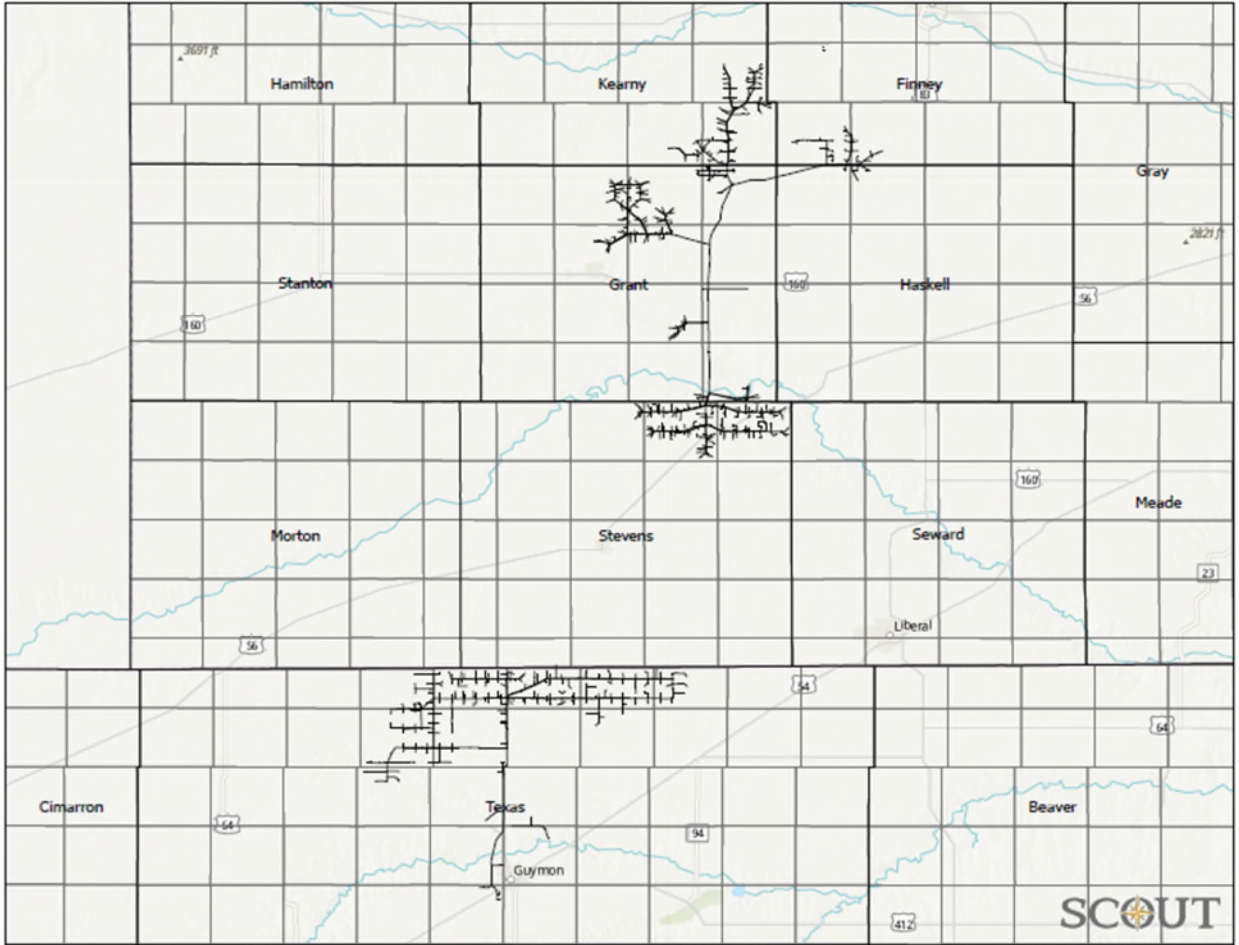 3691 ft
Hamilton
Kearny
Finney
83
Gray
2821 ft
Stanton
Grant
160
Haskell
56
160
160
Meade
Morton
Stevens
Seward
23
Liberal
56
54
64
Cimarron
Texas
Beaver
64
94
Guymon
412
SCOUT